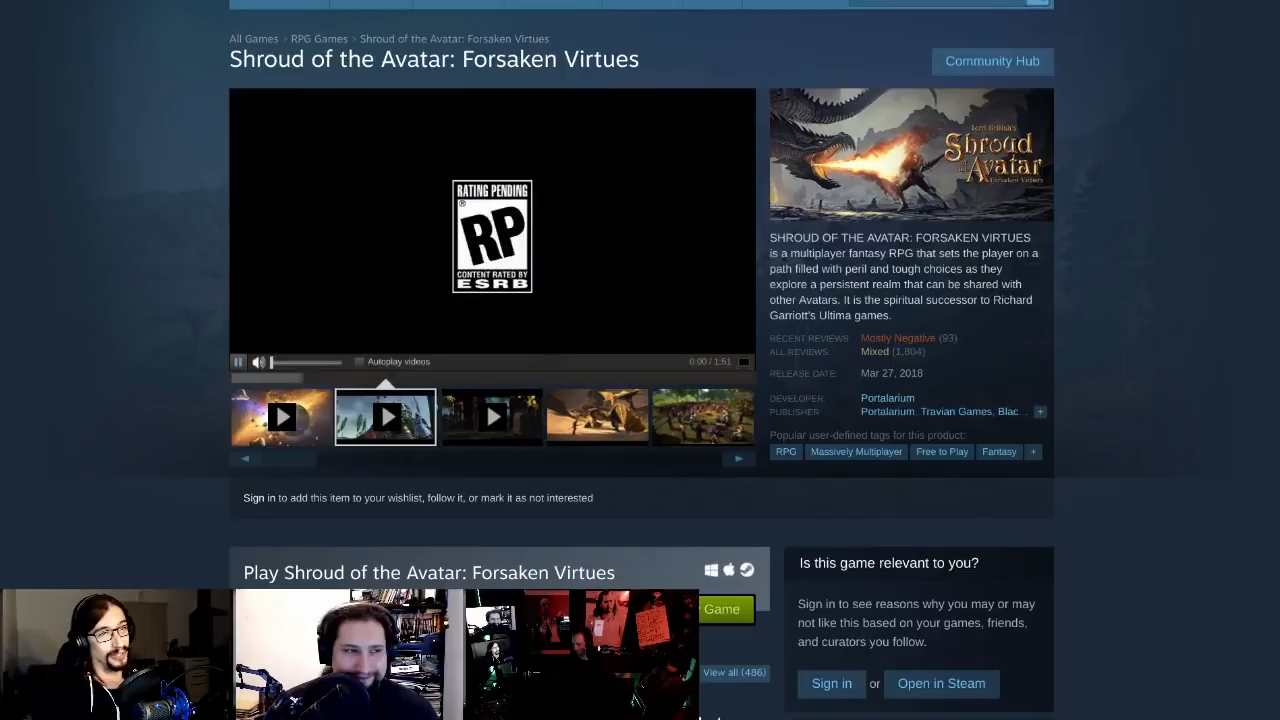 All Games > RPG Games > Shroud of the Avatar: Forsaken Virtues
Shroud of the Avatar: Forsaken Virtues
Community Hub
RATING PENDING
RP
®
CONTENT RATED BY
ESRB
Lord British's
Shroud
of the
Avatar
Forsaken Virtues
SHROUD OF THE AVATAR: FORSAKEN VIRTUES
is a multiplayer fantasy RPG that sets the player on a
path filled with peril and tough choices as they
explore a persistent realm that can be shared with
other Avatars. It is the spiritual successor to Richard
Garriott's Ultima games.
RECENT REVIEWS: Mostly Negative (93)
ALL REVIEWS: Mixed (1,804)
RELEASE DATE: Mar 27, 2018
DEVELOPER: Portalarium
PUBLISHER: Portalarium, Travian Games, Blac... +
Popular user-defined tags for this product:
RPG Massively Multiplayer Free to Play Fantasy +
Autoplay videos
0:00 / 1:51
Sign in to add this item to your wishlist, follow it, or mark it as not interested
Play Shroud of the Avatar: Forsaken Virtues
Game
View all (486)
Is this game relevant to you?
Sign in to see reasons why you may or may
not like this based on your games, friends,
and curators you follow.
Sign in or Open in Steam